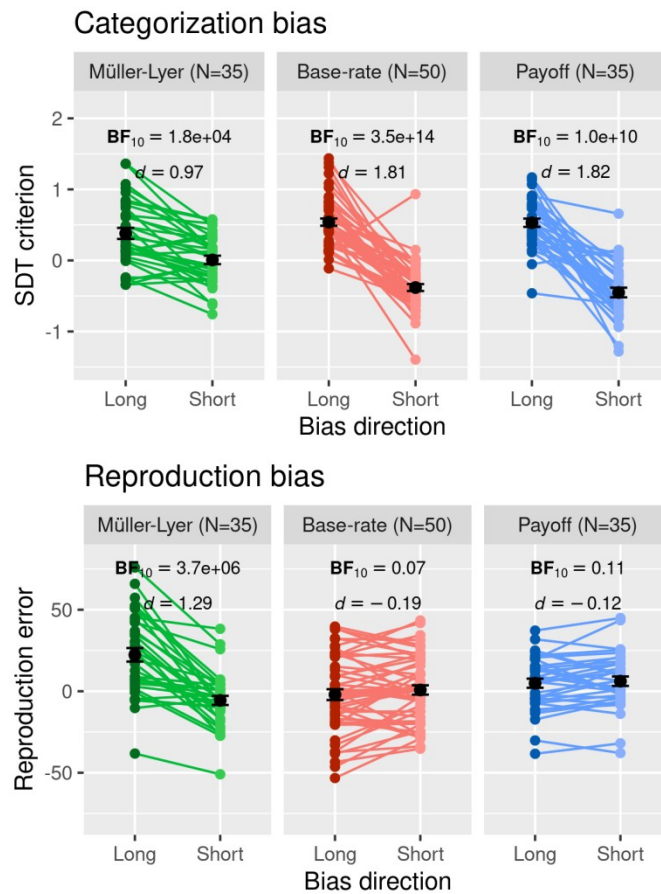 Categorization bias
Müller-Lyer (N=35) Base-rate (N=50) Payoff (N=35)
BF₁₀ = 1.8e+04 BF₁₀ = 3.5e+14 BF₁₀ = 1.0e+10
d = 0.97 d = 1.81 d = 1.82
SDT criterion
2
1
0
-1
Long Short Long Short Long Short
Bias direction
Reproduction bias
Müller-Lyer (N=35) Base-rate (N=50) Payoff (N=35)
BF₁₀ = 3.7e+06 BF₁₀ = 0.07 BF₁₀ = 0.11
d = 1.29 d = −0.19 d = −0.12
Reproduction error
50
0
-50
Long Short Long Short Long Short
Bias direction